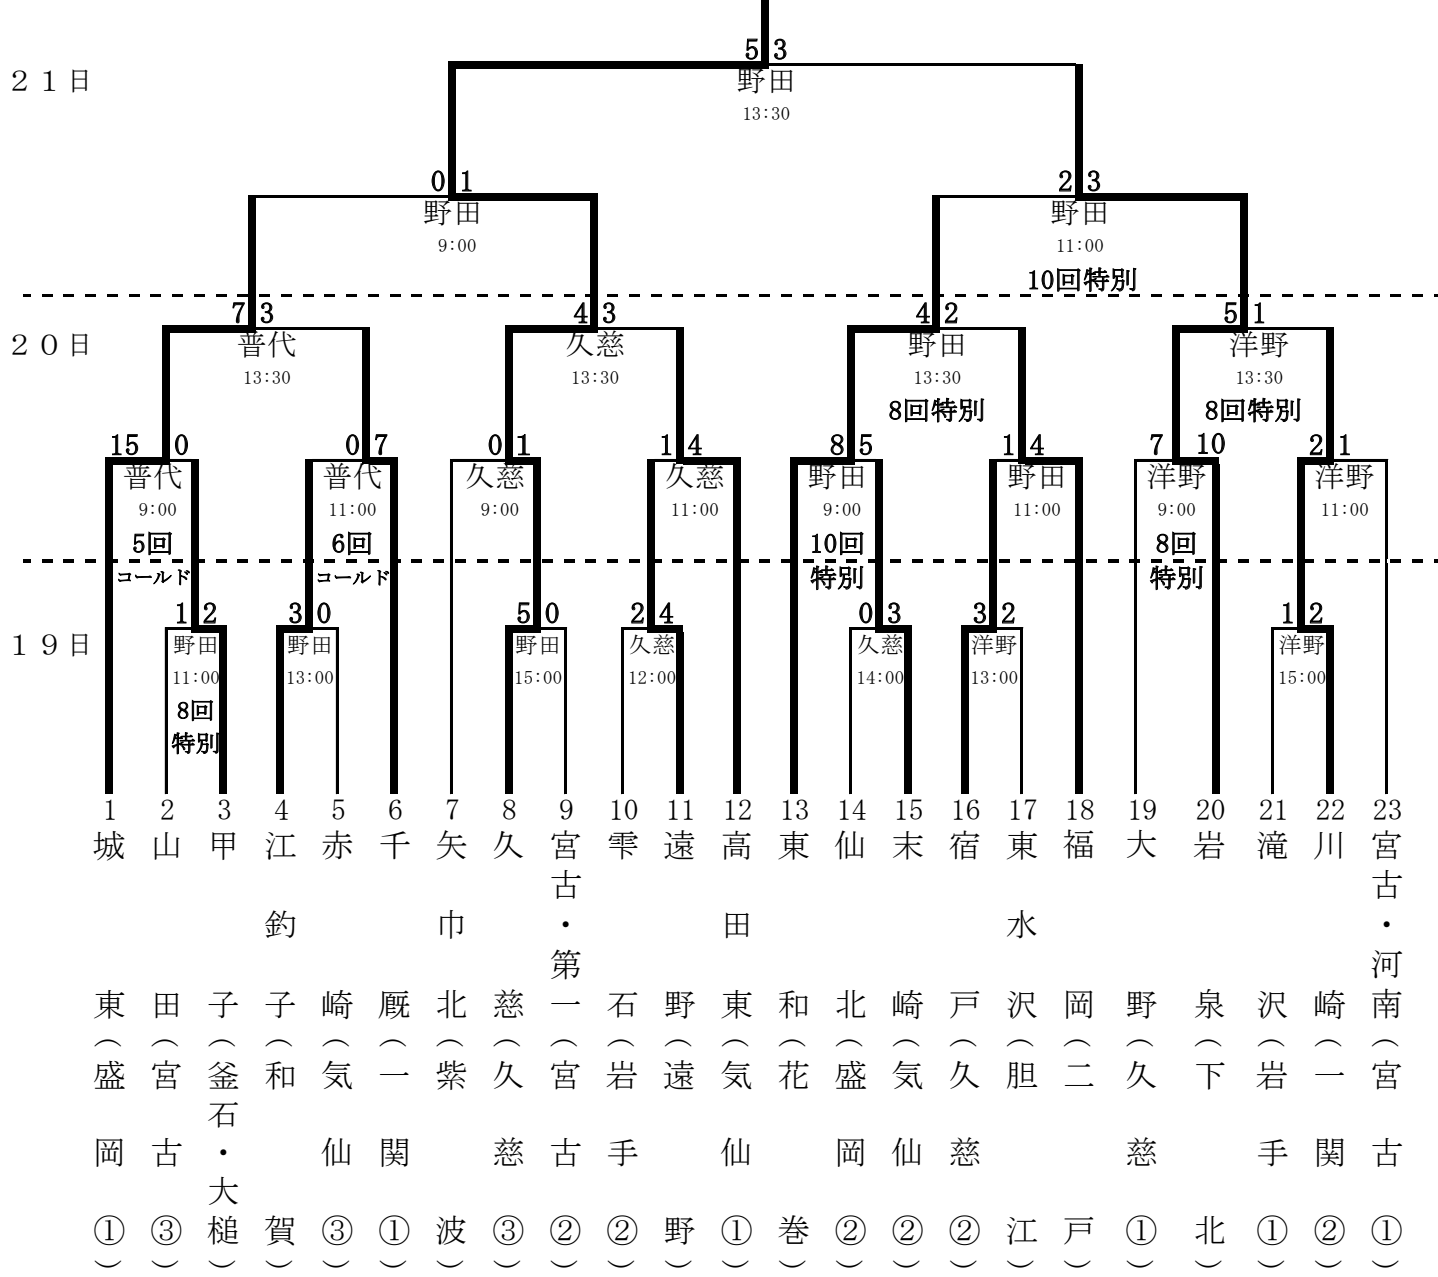 5 3
21日
野田
13:30
0 1
2 3
野田
野田
9:00
11:00
10回特別
7 3
4 3
4 2
5 1
20日
普代
久慈
野田
洋野
13:30
13:30
13:30
13:30
8回特別
8回特別
15 0
0 7
0 1
1 4
8 5
1 4
7 10
2 1
普代
普代
久慈
久慈
野田
野田
洋野
洋野
9:00
11:00
9:00
11:00
9:00
11:00
9:00
11:00
5回
コールド
6回
コールド
10回
特別
8回
特別
19日
1 2
3 0
5 0
2 4
0 3
3 2
1 2
野田
野田
野田
久慈
久慈
洋野
洋野
11:00
13:00
15:00
12:00
14:00
13:00
15:00
8回
特別
1 城東(盛岡①)
2 山田(宮古③)
3 甲子(釜石・大槌)
4 江釣子(和賀)
5 赤崎(気仙③)
6 千厩(一関①)
7 矢巾北(紫波)
8 久慈(久慈③)
9 宮古・第一(宮古②)
10 雫石(岩手②)
11 遠野(遠野)
12 高田東(気仙①)
13 東和(花巻)
14 仙北(盛岡②)
15 末崎(気仙②)
16 宿戸(久慈②)
17 東水沢(胆江)
18 福岡(二戸)
19 大野(久慈①)
20 岩泉(下北)
21 滝沢(岩手①)
22 川崎(一関②)
23 宮古・河南(宮古①)